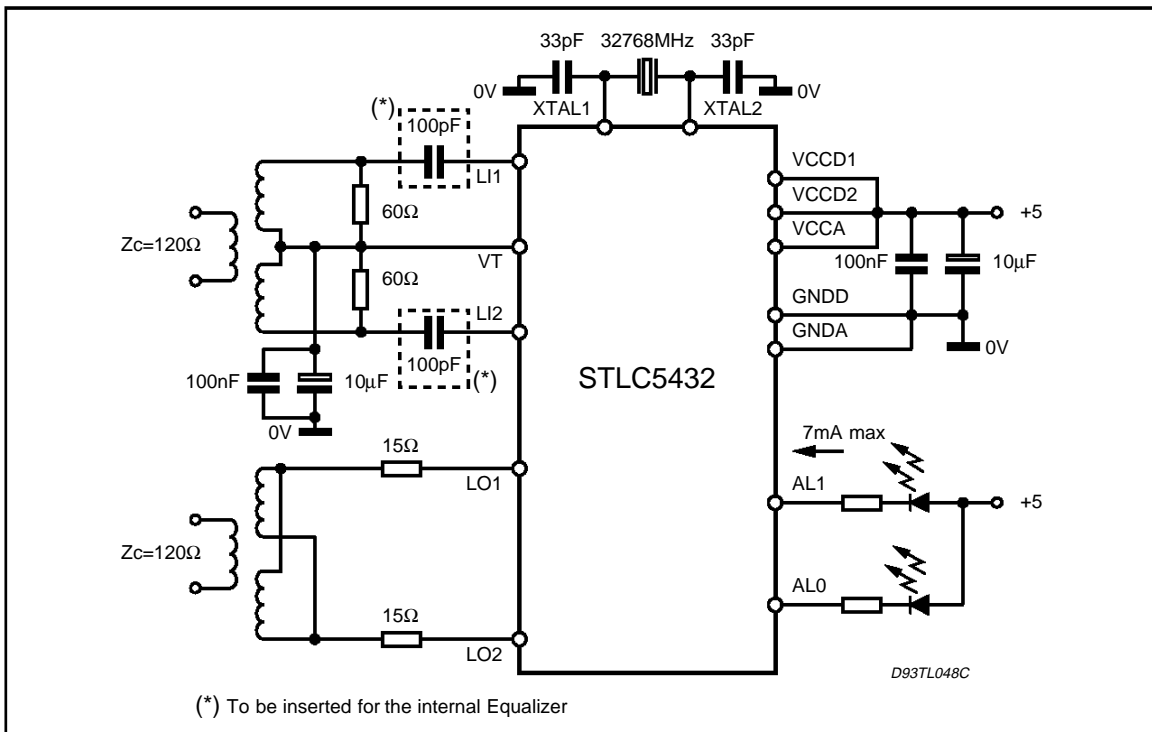 33pF 32768MHz 33pF
0V 0V
XTAL1 XTAL2
(*)
100pF
LI1
60Ω
Zc=120Ω
VT
60Ω
LI2
100pF
(*)
100nF 10µF
0V
STLC5432
VCCD1
VCCD2
+5
VCCA
100nF 10µF
GNDD
GNDA
0V
15Ω
LO1
Zc=120Ω
15Ω
LO2
7mA max
AL1
+5
AL0
D93TL048C
(*) To be inserted for the internal Equalizer